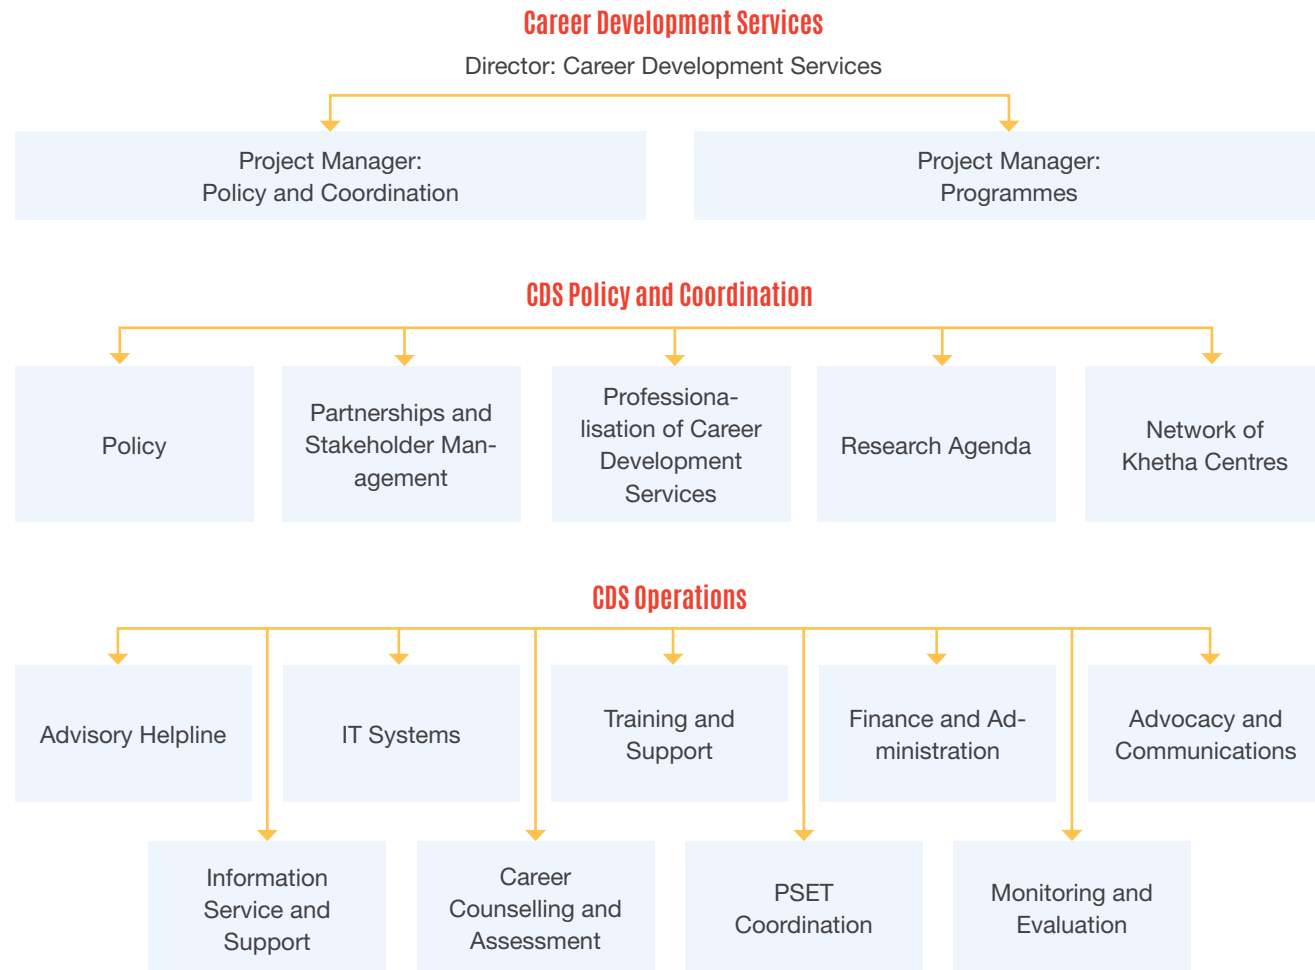 Career Development Services
Director: Career Development Services
Project Manager:
Policy and Coordination
Project Manager:
Programmes
CDS Policy and Coordination
Policy
Partnerships and
Stakeholder Man-
agement
Professiona-
lisation of Career
Development
Services
Research Agenda
Network of
Khetha Centres
CDS Operations
Advisory Helpline
IT Systems
Training and
Support
Finance and Ad-
ministration
Advocacy and
Communications
Information
Service and
Support
Career
Counselling and
Assessment
PSET
Coordination
Monitoring and
Evaluation